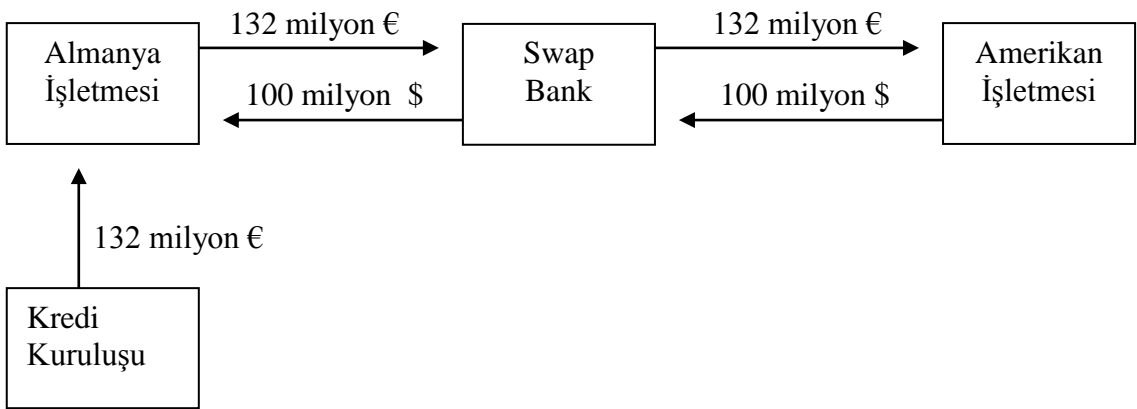 132 milyon €
132 milyon €
Almanya
İşletmesi
Swap
Bank
Amerikan
İşletmesi
100 milyon $
100 milyon $
132 milyon €
Kredi
Kuruluşu